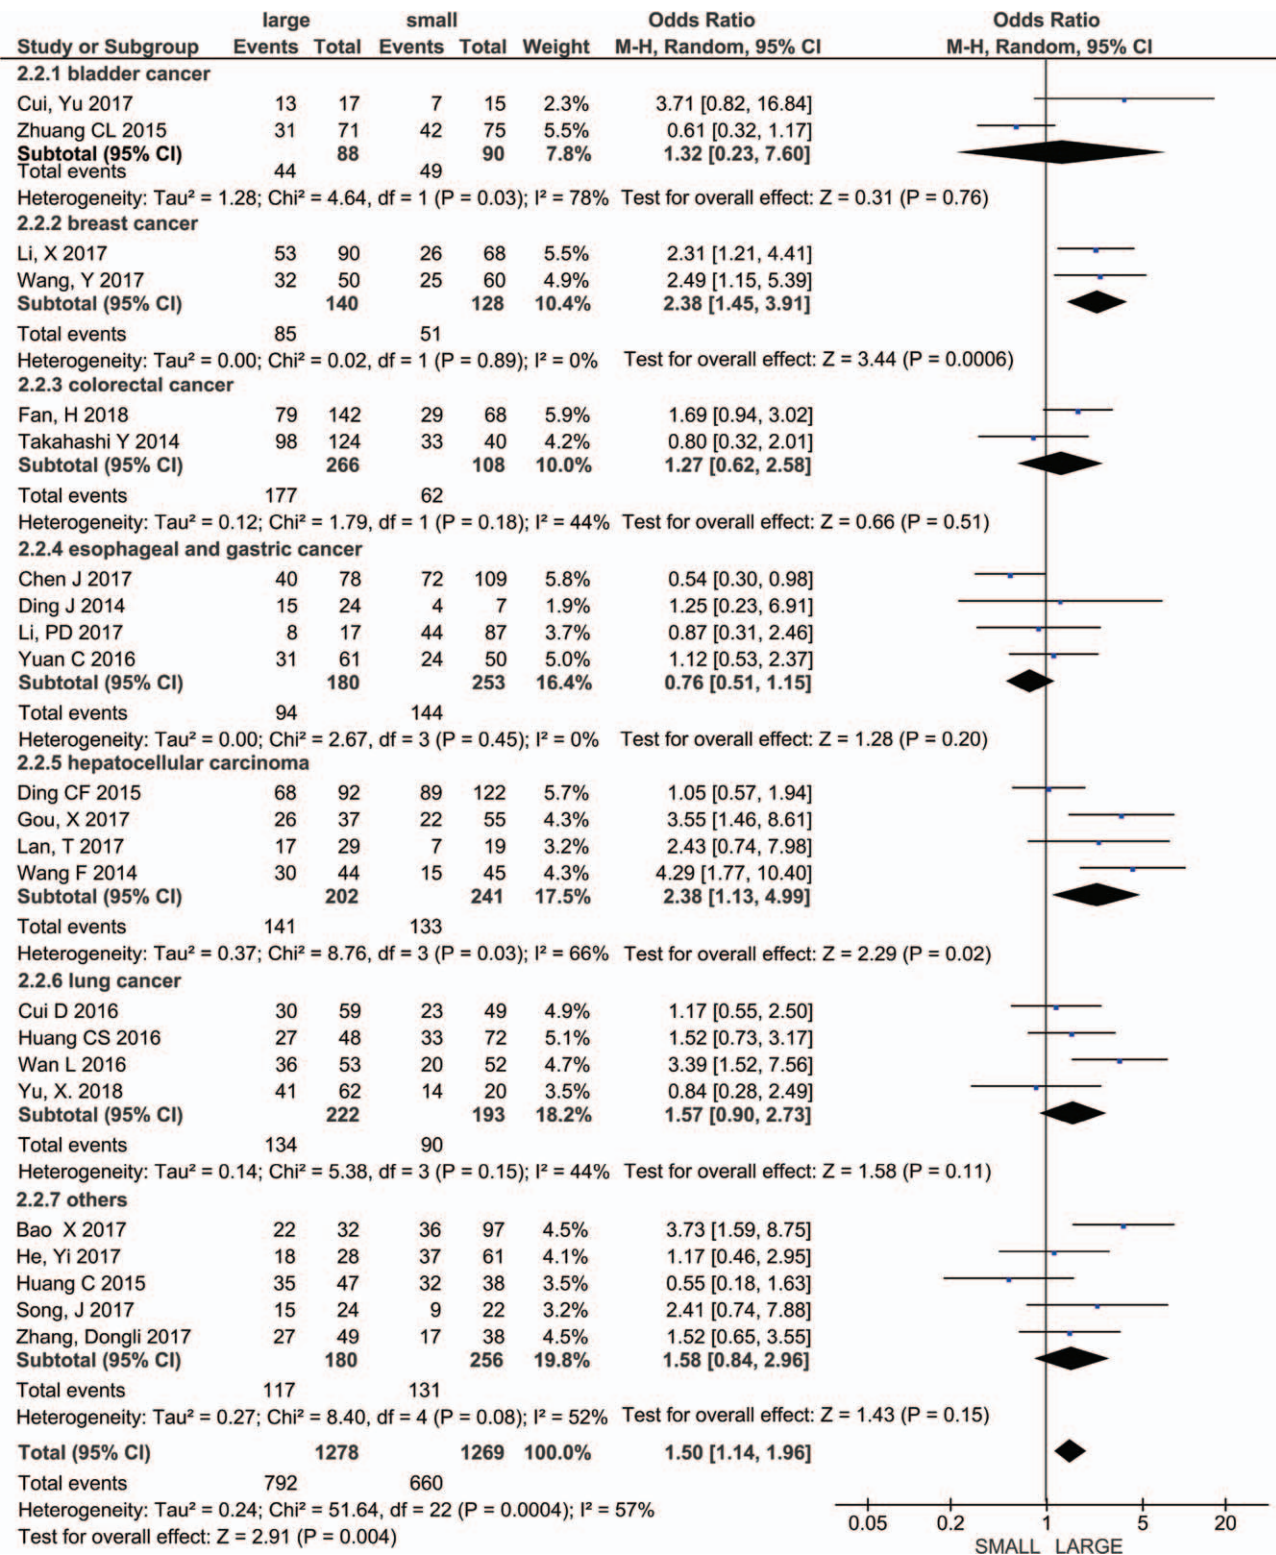 large small Odds Ratio Odds Ratio
Study or Subgroup Events Total Events Total Weight M-H, Random, 95% CI M-H, Random, 95% CI
2.2.1 bladder cancer
Cui, Yu 2017 13 17 7 15 2.3% 3.71 [0.82, 16.84]
Zhuang CL 2015 31 71 42 75 5.5% 0.61 [0.32, 1.17]
Subtotal (95% CI) 88 90 7.8% 1.32 [0.23, 7.60]
Total events 44 49
Heterogeneity: Tau² = 1.28; Chi² = 4.64, df = 1 (P = 0.03); I² = 78% Test for overall effect: Z = 0.31 (P = 0.76)
2.2.2 breast cancer
Li, X 2017 53 90 26 68 5.5% 2.31 [1.21, 4.41]
Wang, Y 2017 32 50 25 60 4.9% 2.49 [1.15, 5.39]
Subtotal (95% CI) 140 128 10.4% 2.38 [1.45, 3.91]
Total events 85 51
Heterogeneity: Tau² = 0.00; Chi² = 0.02, df = 1 (P = 0.89); I² = 0% Test for overall effect: Z = 3.44 (P = 0.0006)
2.2.3 colorectal cancer
Fan, H 2018 79 142 29 68 5.9% 1.69 [0.94, 3.02]
Takahashi Y 2014 98 124 33 40 4.2% 0.80 [0.32, 2.01]
Subtotal (95% CI) 266 108 10.0% 1.27 [0.62, 2.58]
Total events 177 62
Heterogeneity: Tau² = 0.12; Chi² = 1.79, df = 1 (P = 0.18); I² = 44% Test for overall effect: Z = 0.66 (P = 0.51)
2.2.4 esophageal and gastric cancer
Chen J 2017 40 78 72 109 5.8% 0.54 [0.30, 0.98]
Ding J 2014 15 24 4 7 1.9% 1.25 [0.23, 6.91]
Li, PD 2017 8 17 44 87 3.7% 0.87 [0.31, 2.46]
Yuan C 2016 31 61 24 50 5.0% 1.12 [0.53, 2.37]
Subtotal (95% CI) 180 253 16.4% 0.76 [0.51, 1.15]
Total events 94 144
Heterogeneity: Tau² = 0.00; Chi² = 2.67, df = 3 (P = 0.45); I² = 0% Test for overall effect: Z = 1.28 (P = 0.20)
2.2.5 hepatocellular carcinoma
Ding CF 2015 68 92 89 122 5.7% 1.05 [0.57, 1.94]
Gou, X 2017 26 37 22 55 4.3% 3.55 [1.46, 8.61]
Lan, T 2017 17 29 7 19 3.2% 2.43 [0.74, 7.98]
Wang F 2014 30 44 15 45 4.3% 4.29 [1.77, 10.40]
Subtotal (95% CI) 202 241 17.5% 2.38 [1.13, 4.99]
Total events 141 133
Heterogeneity: Tau² = 0.37; Chi² = 8.76, df = 3 (P = 0.03); I² = 66% Test for overall effect: Z = 2.29 (P = 0.02)
2.2.6 lung cancer
Cui D 2016 30 59 23 49 4.9% 1.17 [0.55, 2.50]
Huang CS 2016 27 48 33 72 5.1% 1.52 [0.73, 3.17]
Wan L 2016 36 53 20 52 4.7% 3.39 [1.52, 7.56]
Yu, X. 2018 41 62 14 20 3.5% 0.84 [0.28, 2.49]
Subtotal (95% CI) 222 193 18.2% 1.57 [0.90, 2.73]
Total events 134 90
Heterogeneity: Tau² = 0.14; Chi² = 5.38, df = 3 (P = 0.15); I² = 44% Test for overall effect: Z = 1.58 (P = 0.11)
2.2.7 others
Bao X 2017 22 32 36 97 4.5% 3.73 [1.59, 8.75]
He, Yi 2017 18 28 37 61 4.1% 1.17 [0.46, 2.95]
Huang C 2015 35 47 32 38 3.5% 0.55 [0.18, 1.63]
Song, J 2017 15 24 9 22 3.2% 2.41 [0.74, 7.88]
Zhang, Dongli 2017 27 49 17 38 4.5% 1.52 [0.65, 3.55]
Subtotal (95% CI) 180 256 19.8% 1.58 [0.84, 2.96]
Total events 117 131
Heterogeneity: Tau² = 0.27; Chi² = 8.40, df = 4 (P = 0.08); I² = 52% Test for overall effect: Z = 1.43 (P = 0.15)
Total (95% CI) 1278 1269 100.0% 1.50 [1.14, 1.96]
Total events 792 660
Heterogeneity: Tau² = 0.24; Chi² = 51.64, df = 22 (P = 0.0004); I² = 57%
Test for overall effect: Z = 2.91 (P = 0.004)
0.05 0.2 1 5 20
SMALL LARGE